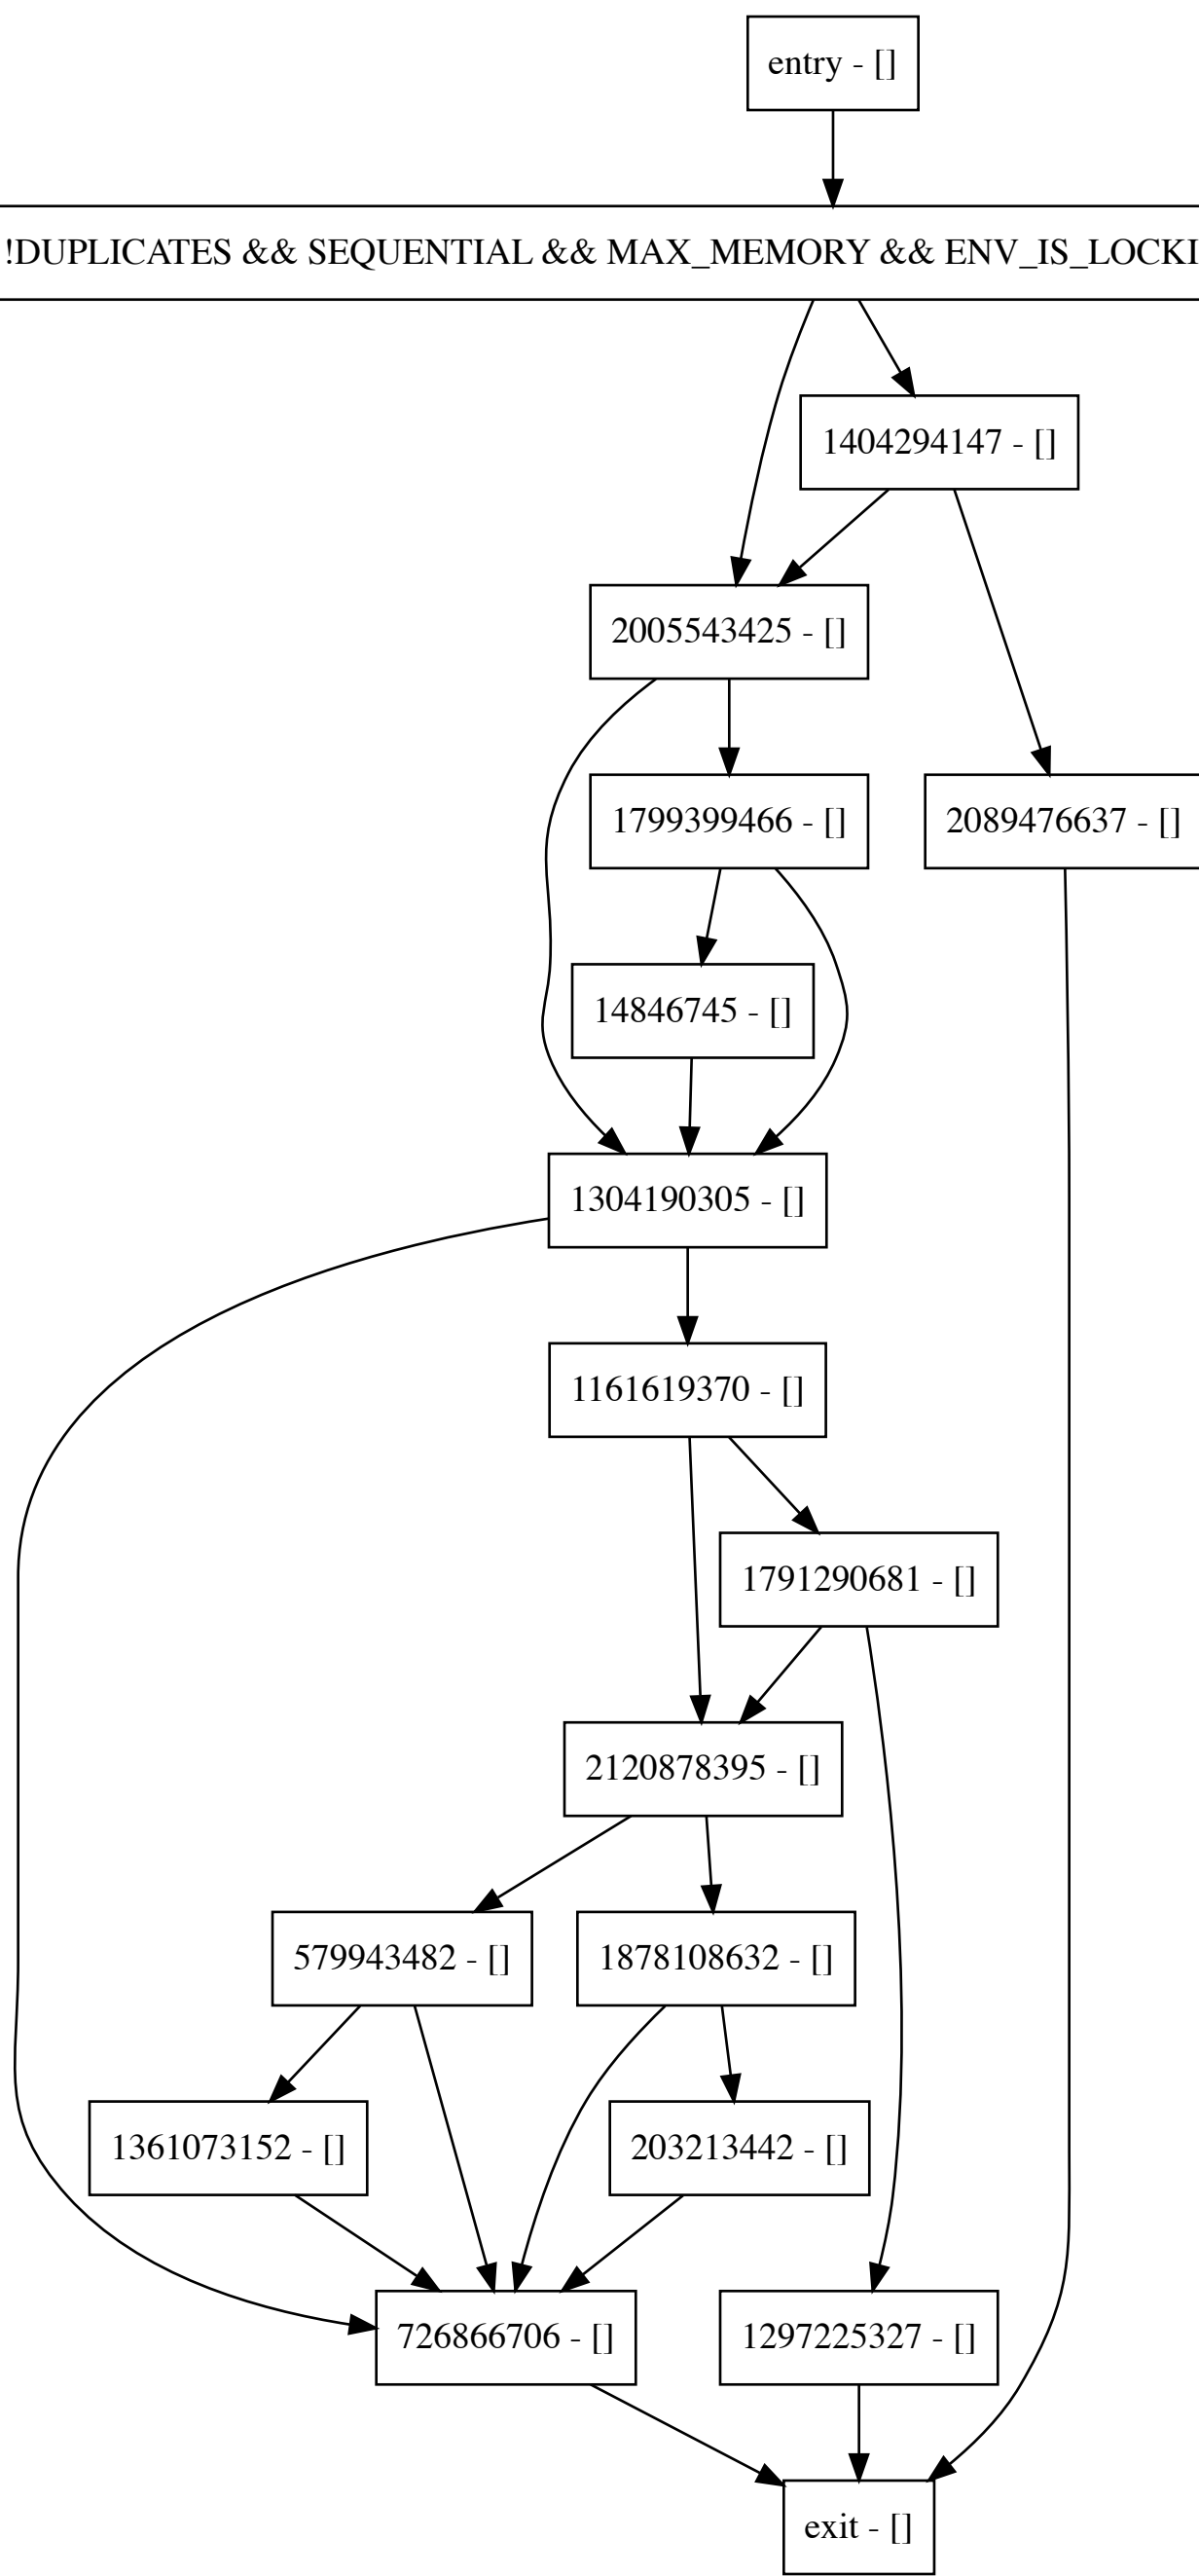 entry - []
!DUPLICATES && SEQUENTIAL && MAX_MEMORY && ENV_IS_LOCKI
1404294147 - []
2005543425 - []
1799399466 - []
2089476637 - []
14846745 - []
1304190305 - []
1161619370 - []
1791290681 - []
2120878395 - []
579943482 - []
1878108632 - []
1361073152 - []
203213442 - []
726866706 - []
1297225327 - []
exit - []